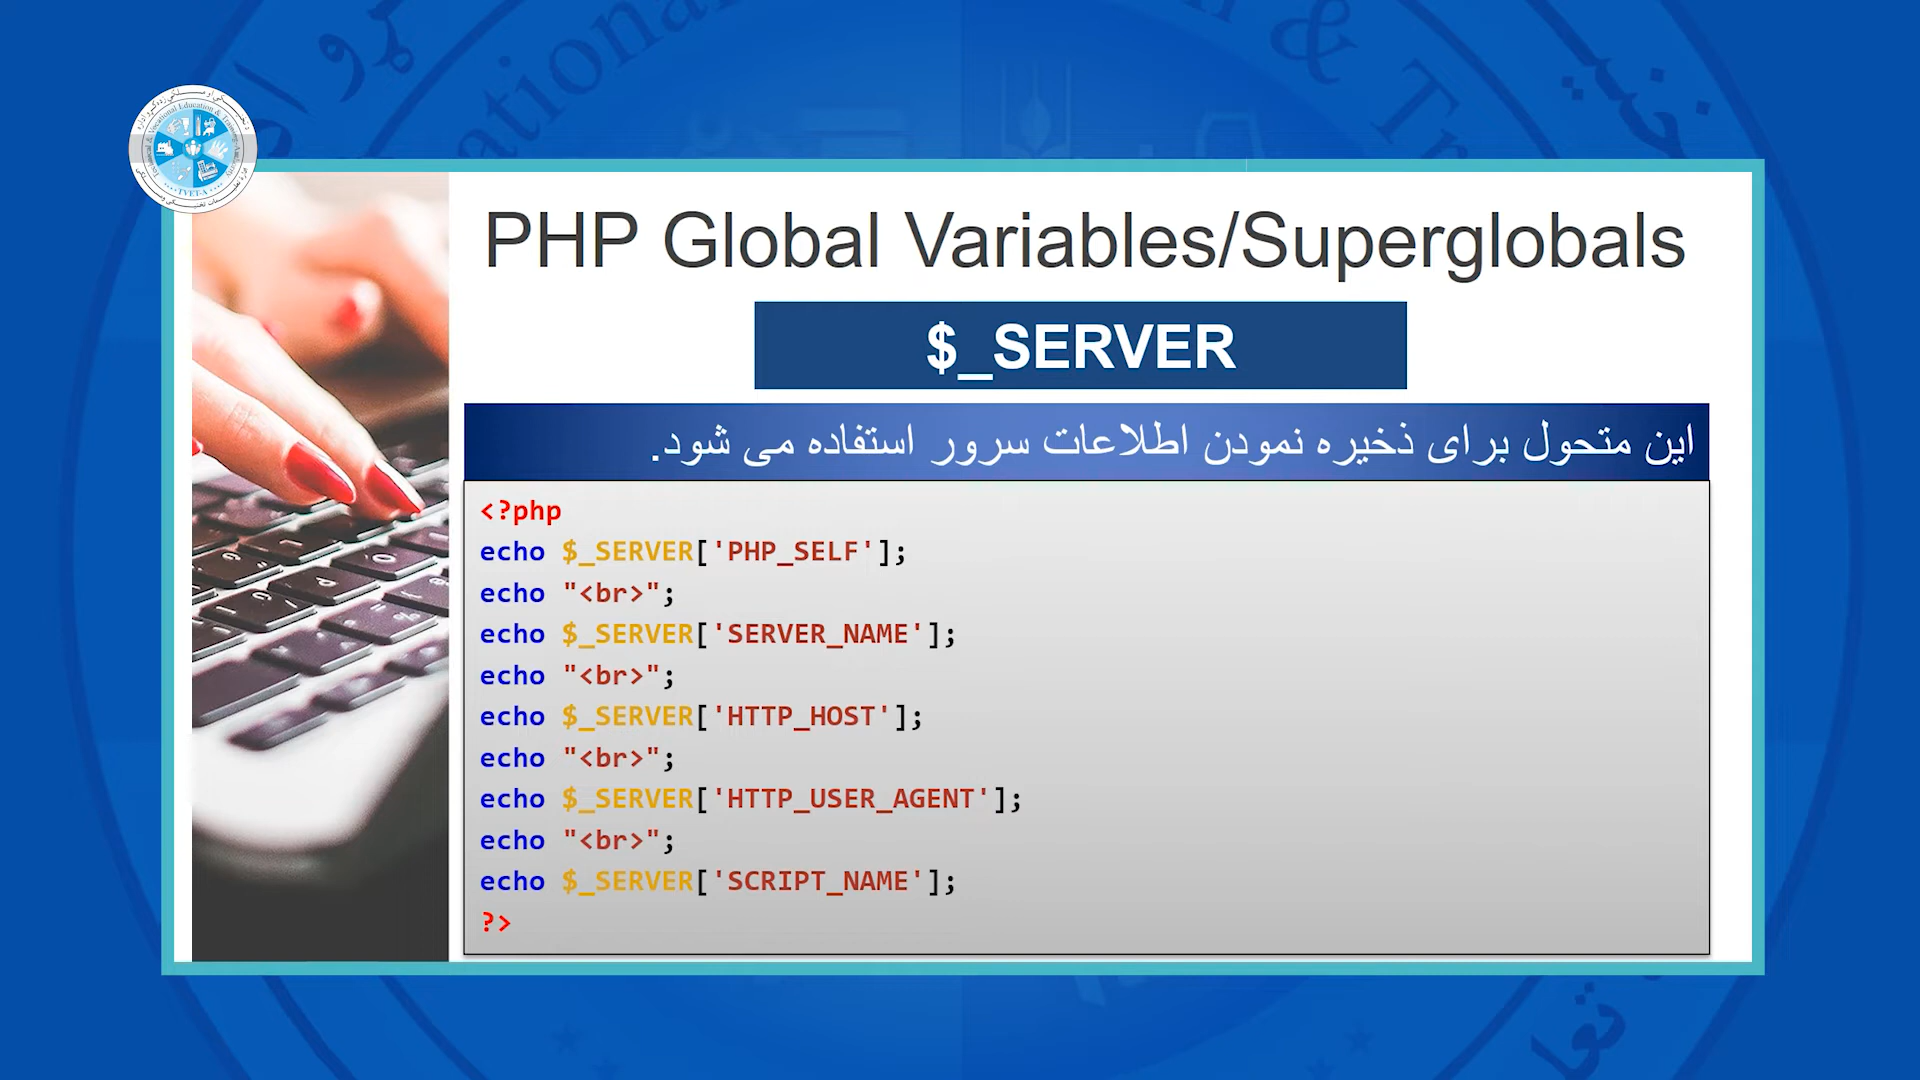 PHP Global Variables/Superglobals
$_SERVER
این متحول برای ذخیره نمودن اطلاعات سرور استفاده می شود.
<?php
echo $_SERVER['PHP_SELF'];
echo "<br>";
echo $_SERVER['SERVER_NAME'];
echo "<br>";
echo $_SERVER['HTTP_HOST'];
echo "<br>";
echo $_SERVER['HTTP_USER_AGENT'];
echo "<br>";
echo $_SERVER['SCRIPT_NAME'];
?>